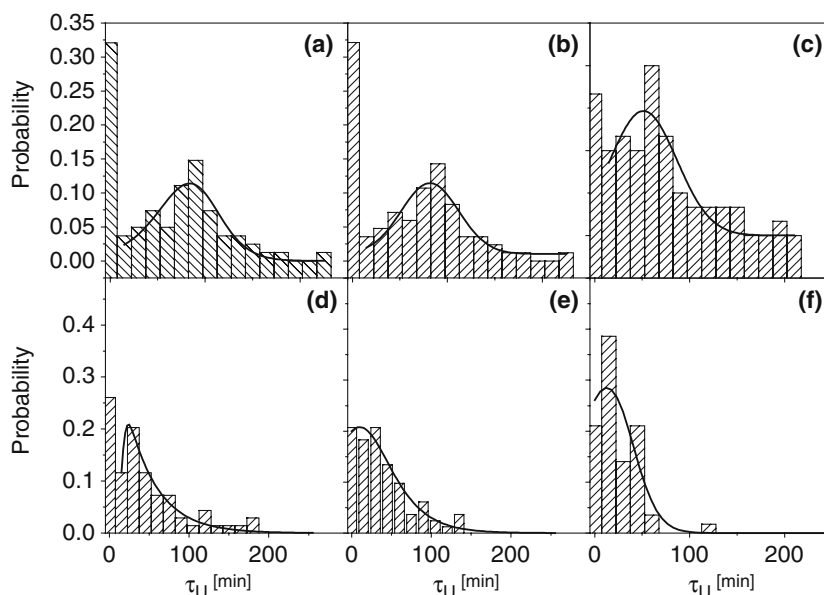 0.35
0.30
0.25
0.20
0.15
0.10
0.05
0.00
Probability
(a)
(b)
(c)
0.4
0.3
0.2
0.1
0.0
Probability
(d)
(e)
(f)
0 100 200
0 100 200
0 100 200
τU [min]
τU [min]
τU [min]